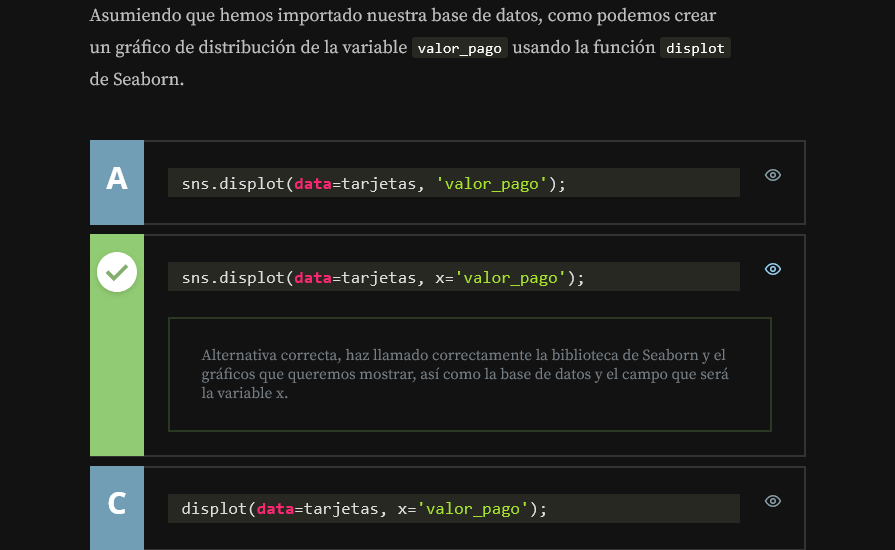 Asumiendo que hemos importado nuestra base de datos, como podemos crear
un gráfico de distribución de la variable valor_pago usando la función displot
de Seaborn.
A
sns.displot(data=tarjetas, 'valor_pago');
sns.displot(data=tarjetas, x='valor_pago');
Alternativa correcta, haz llamado correctamente la biblioteca de Seaborn y el
gráficos que queremos mostrar, así como la base de datos y el campo que será
la variable x.
C
displot(data=tarjetas, x='valor_pago');